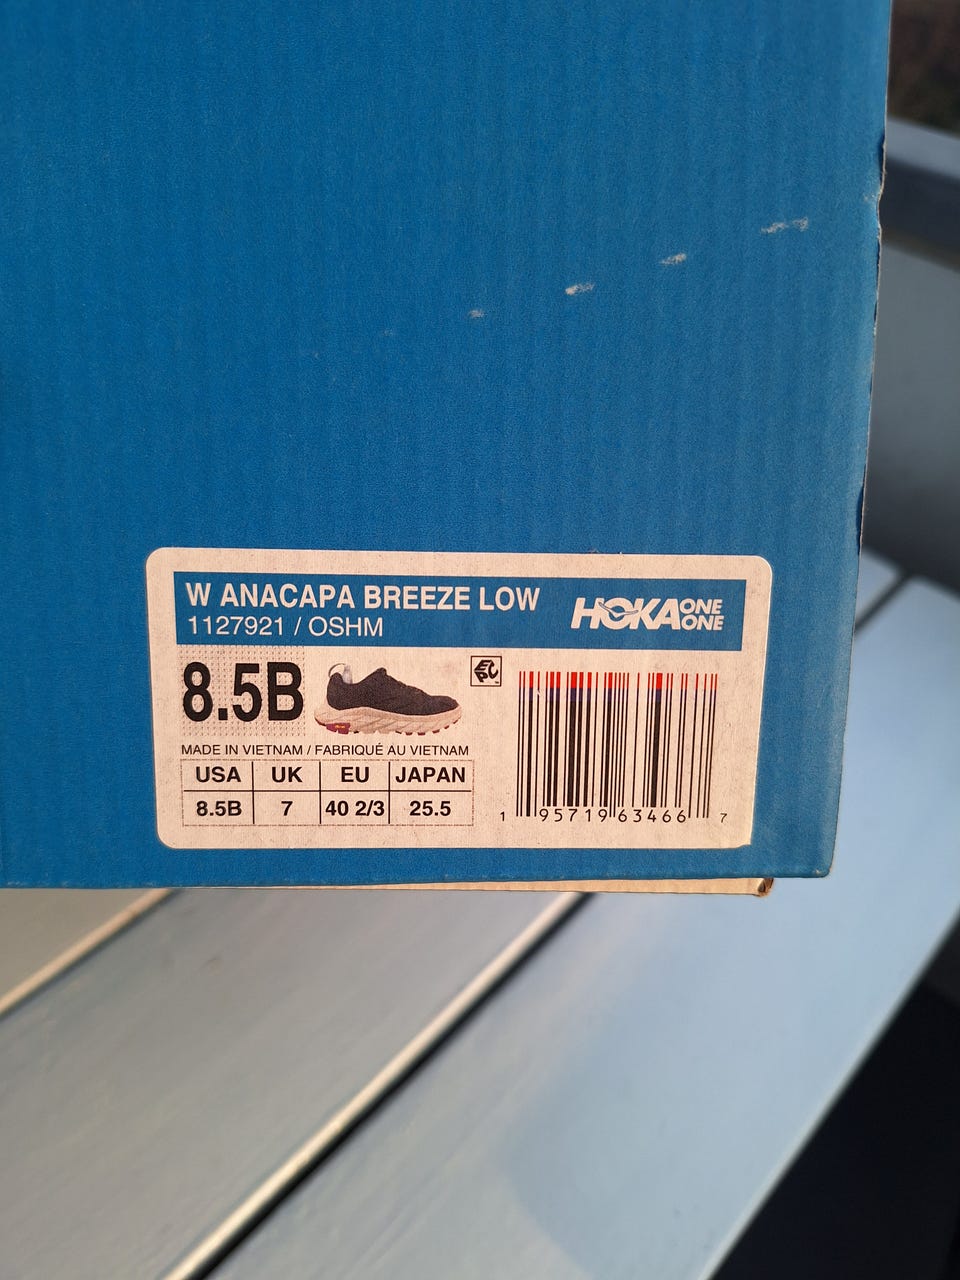 W ANACAPA BREEZE LOW
1127921 / OSHM
HOKA ONE ONE
8.5B
EPC
MADE IN VIETNAM / FABRIQUÉ AU VIETNAM
USA UK EU JAPAN
8.5B 7 40 2/3 25.5
1 95719 63466 7